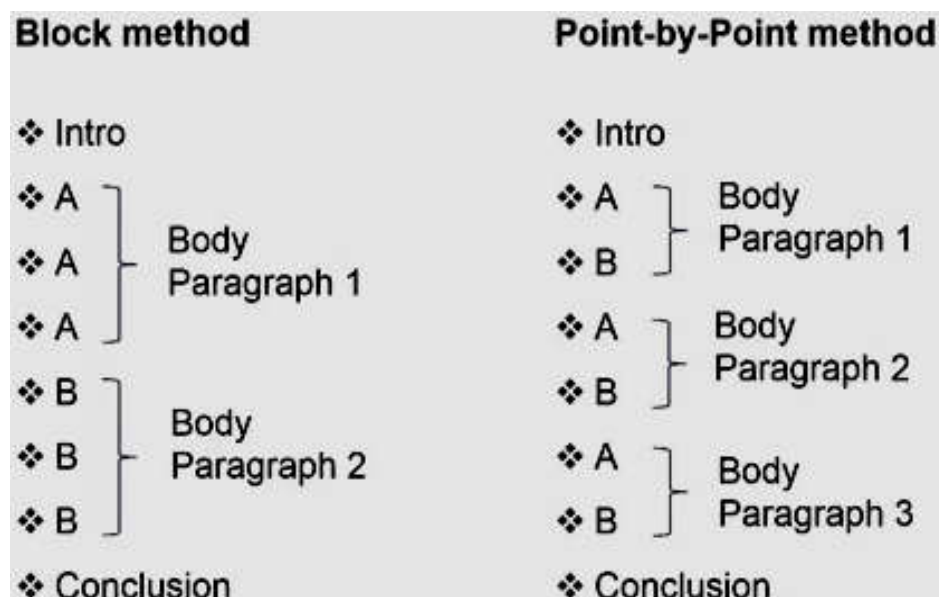 Block method
❖ Intro
❖ A
❖ A
❖ A
Body
Paragraph 1
❖ B
❖ B
❖ B
Body
Paragraph 2
❖ Conclusion
Point-by-Point method
❖ Intro
❖ A
❖ B
Body
Paragraph 1
❖ A
❖ B
Body
Paragraph 2
❖ A
❖ B
Body
Paragraph 3
❖ Conclusion